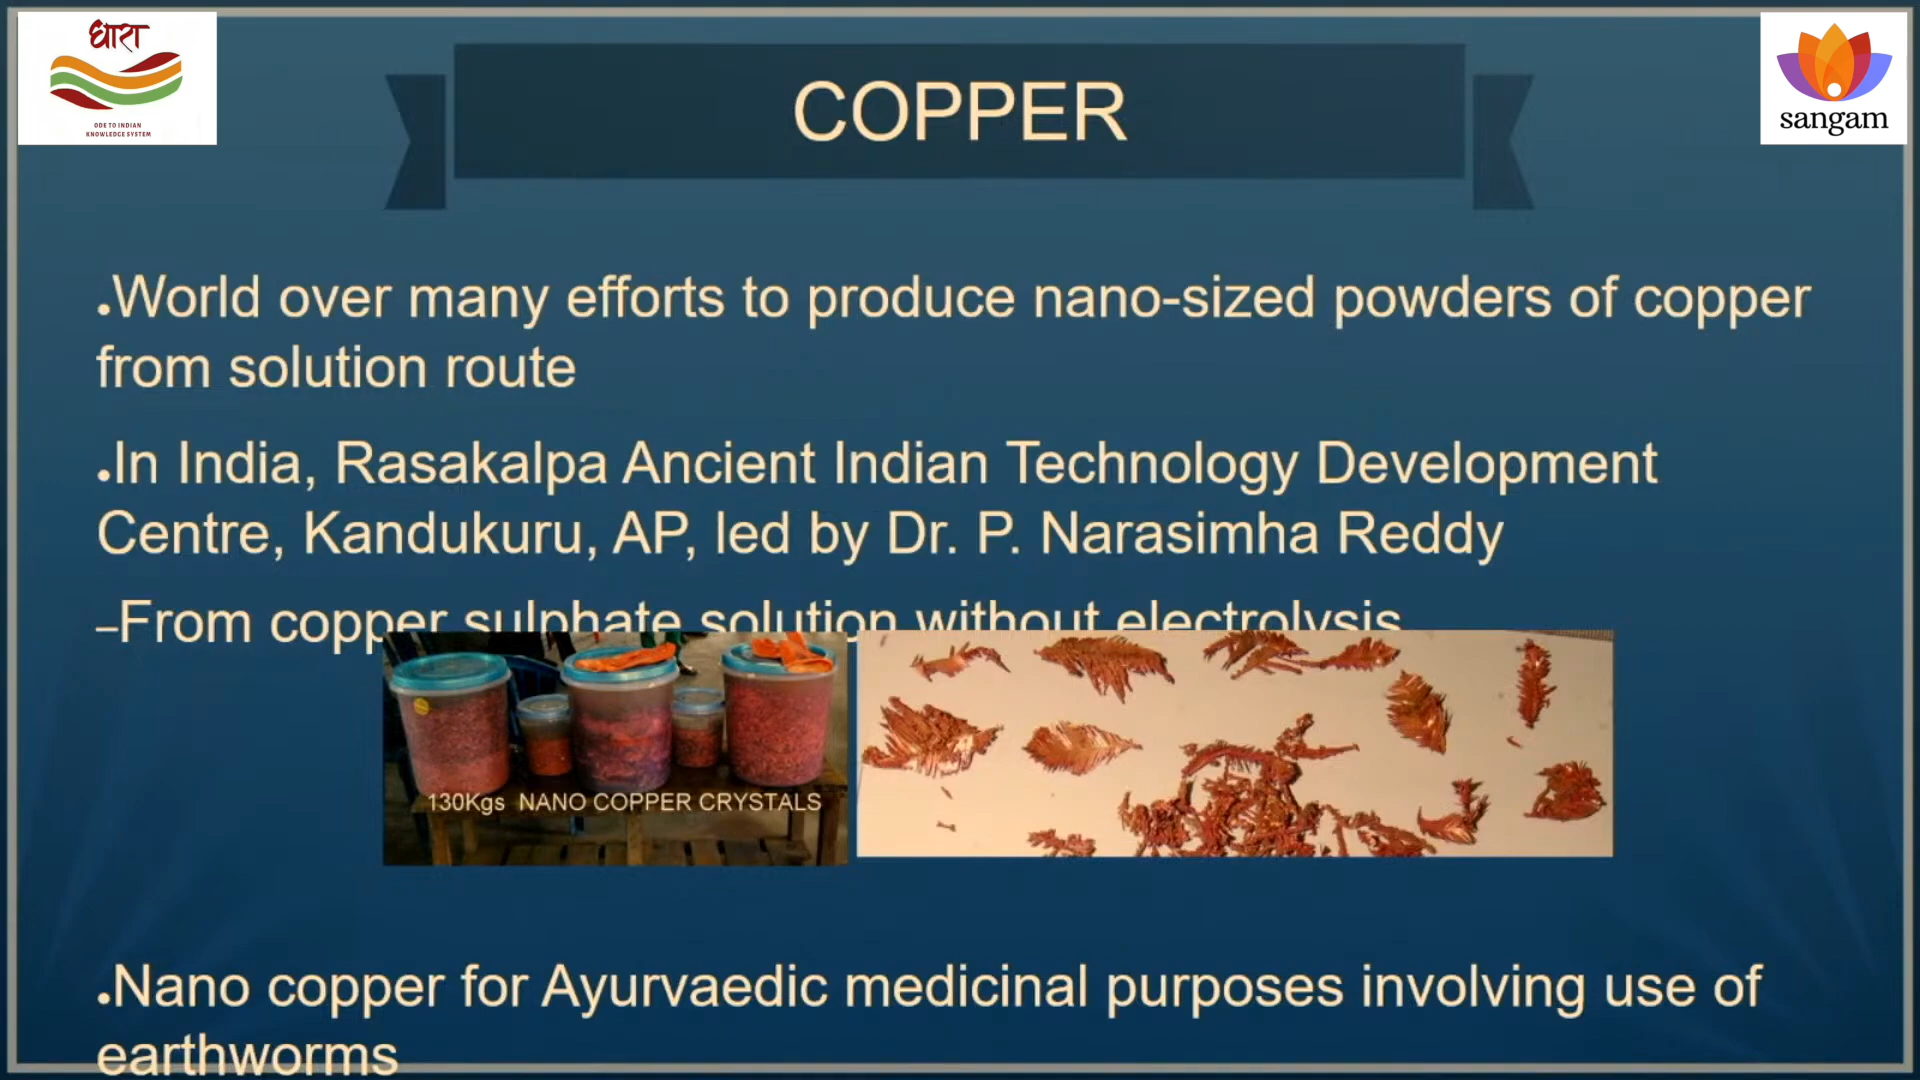 धारा
ODE TO INDIAN
KNOWLEDGE SYSTEM
sangam
COPPER
•World over many efforts to produce nano-sized powders of copper
from solution route
•In India, Rasakalpa Ancient Indian Technology Development
Centre, Kandukuru, AP, led by Dr. P. Narasimha Reddy
–From copper sulphate solution without electrolysis
130Kgs NANO COPPER CRYSTALS
•Nano copper for Ayurvaedic medicinal purposes involving use of
earthworms